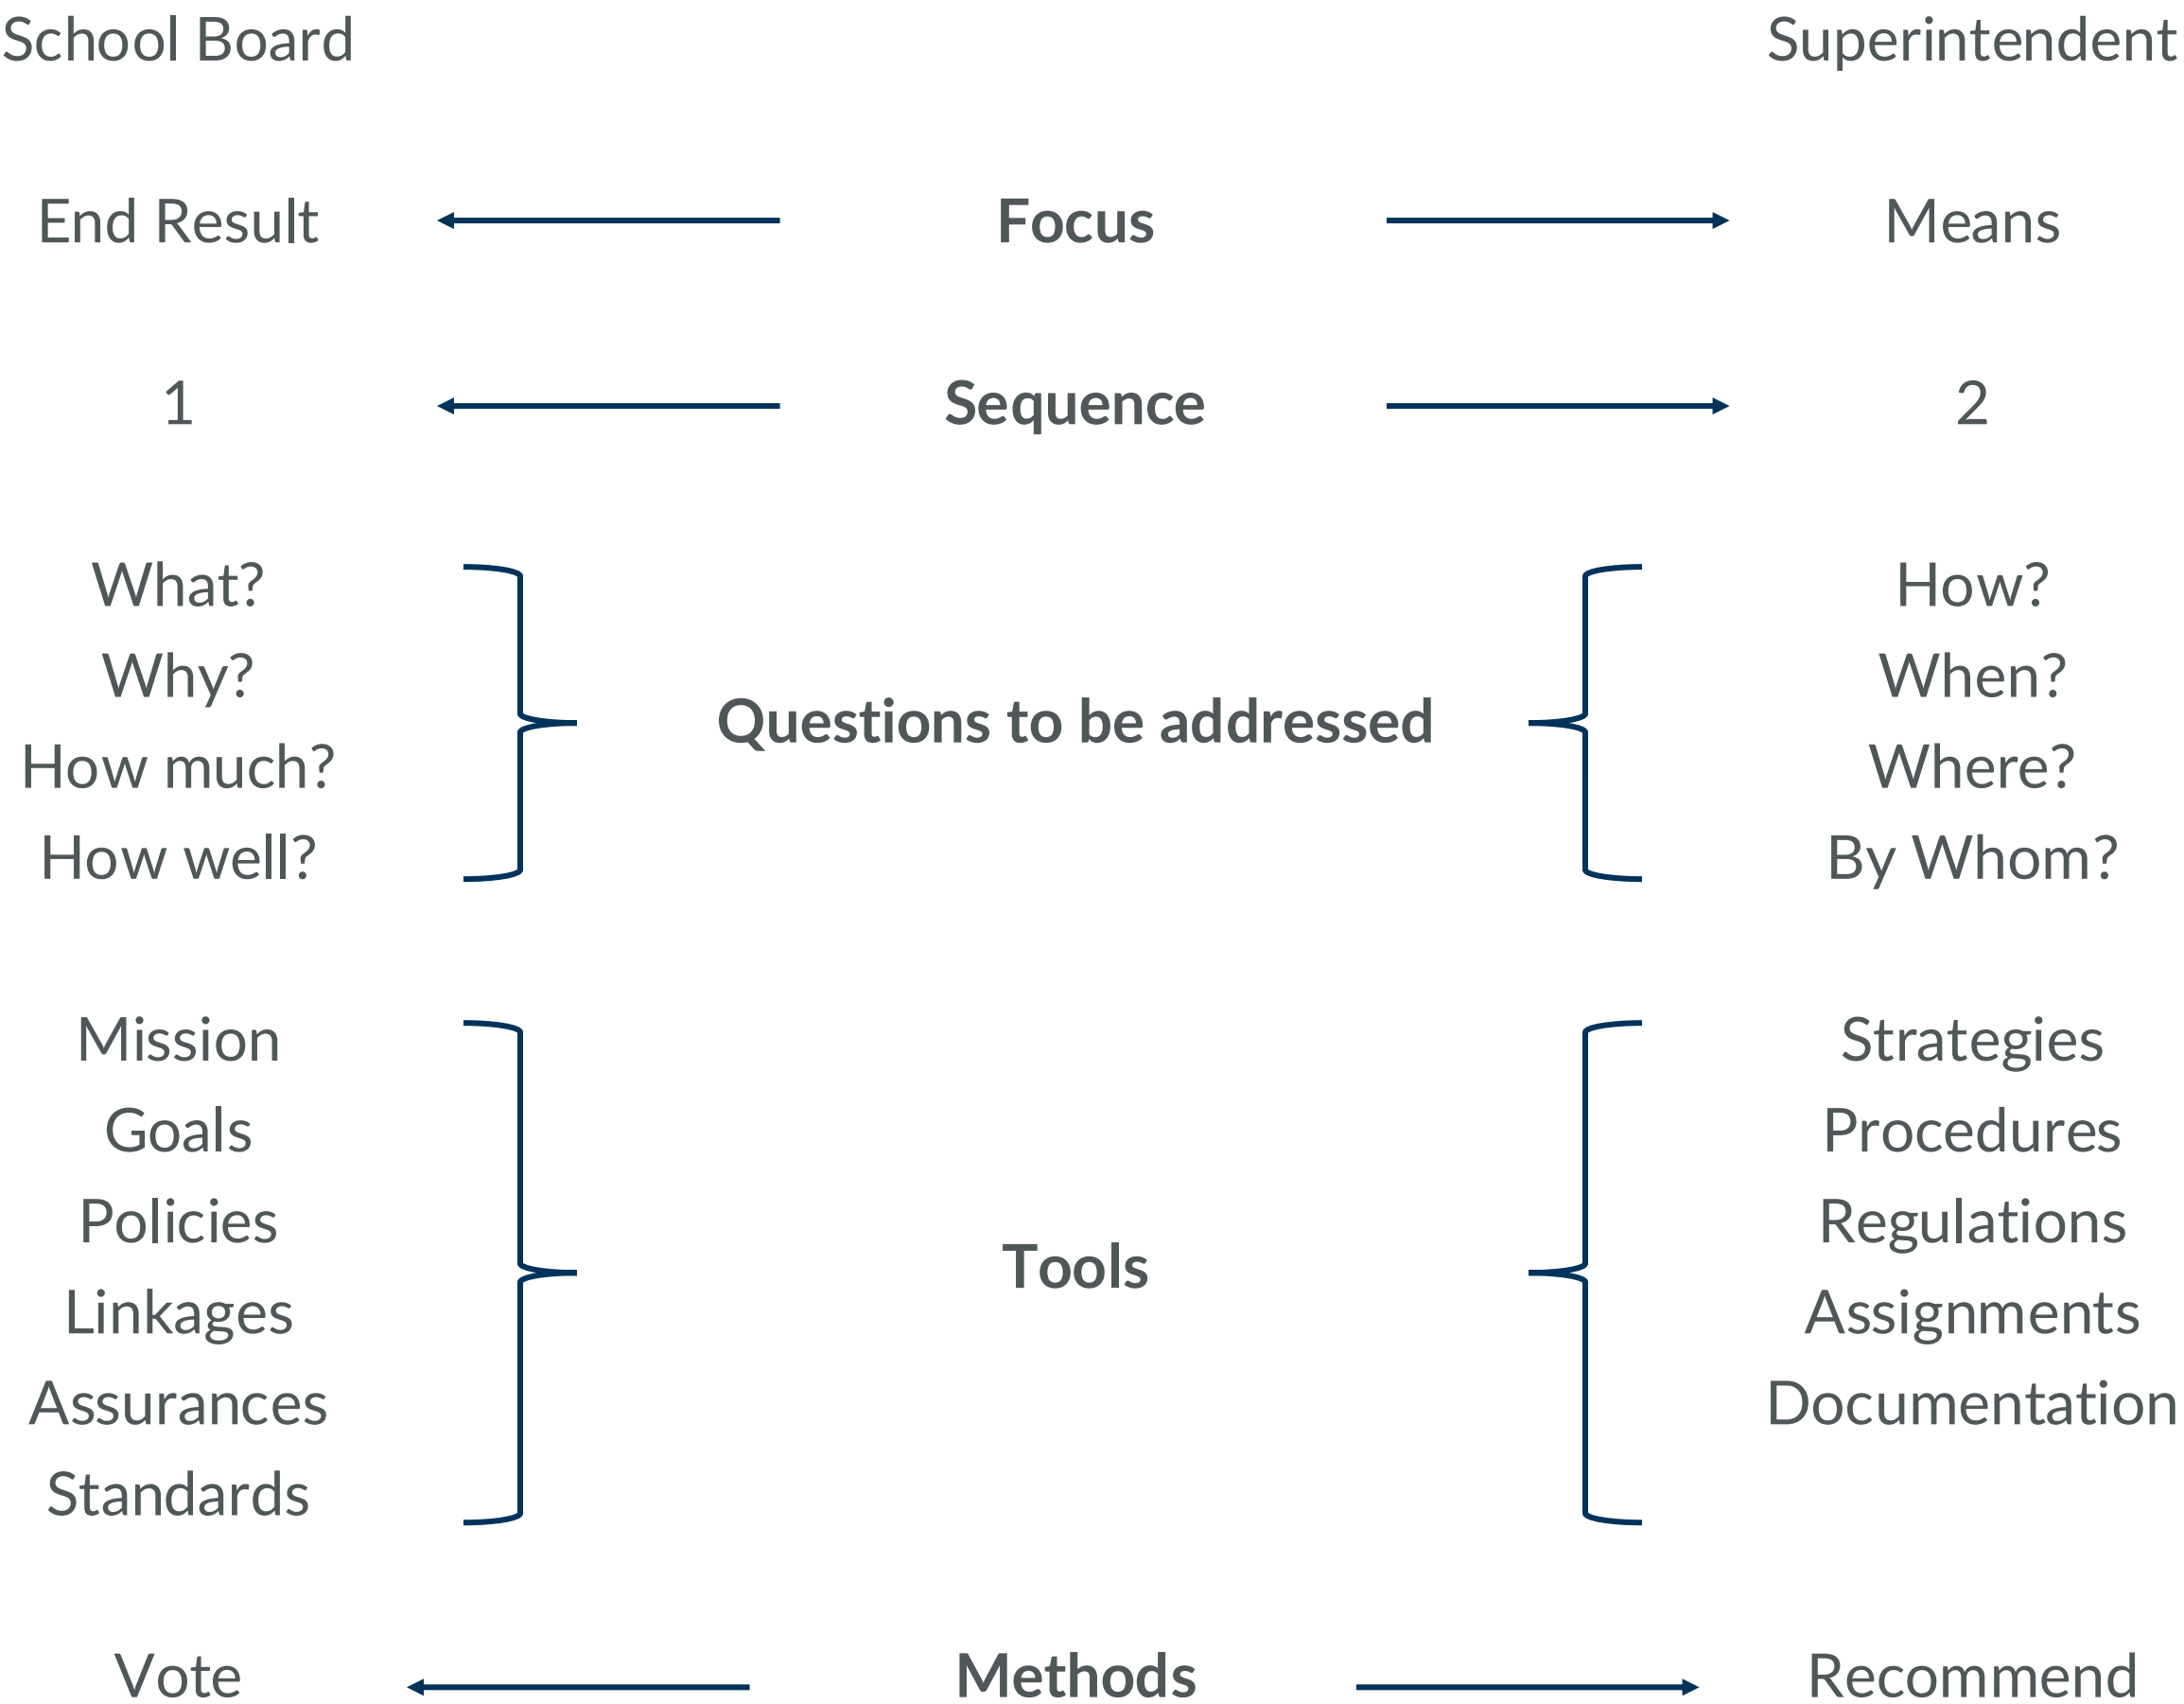 School Board Superintendent
End Result Focus Means
1 Sequence 2
What? How?
Why? When?
Questions to be addressed
How much? Where?
How well? By Whom?
Mission Strategies
Goals Procedures
Policies Regulations
Tools
Linkages Assignments
Assurances Documentation
Standards
Vote Methods Recommend